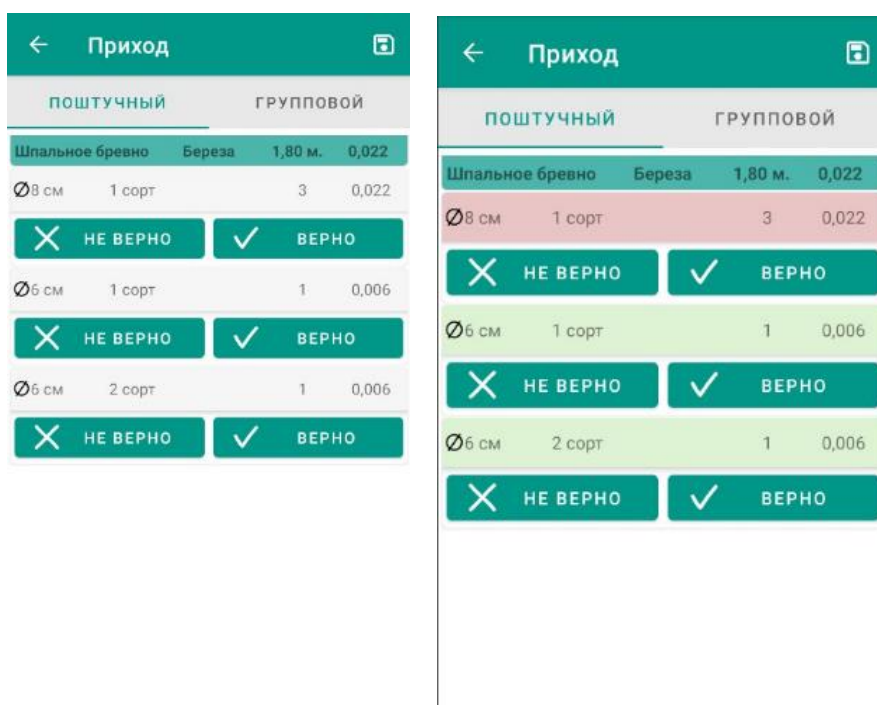 Приход
ПОШТУЧНЫЙ ГРУППОВОЙ
Шпальное бревно Береза 1,80 м. 0,022
Ø8 см 1 сорт 3 0,022
НЕ ВЕРНО ВЕРНО
Ø6 см 1 сорт 1 0,006
НЕ ВЕРНО ВЕРНО
Ø6 см 2 сорт 1 0,006
НЕ ВЕРНО ВЕРНО
Приход
ПОШТУЧНЫЙ ГРУППОВОЙ
Шпальное бревно Береза 1,80 м. 0,022
Ø8 см 1 сорт 3 0,022
НЕ ВЕРНО ВЕРНО
Ø6 см 1 сорт 1 0,006
НЕ ВЕРНО ВЕРНО
Ø6 см 2 сорт 1 0,006
НЕ ВЕРНО ВЕРНО